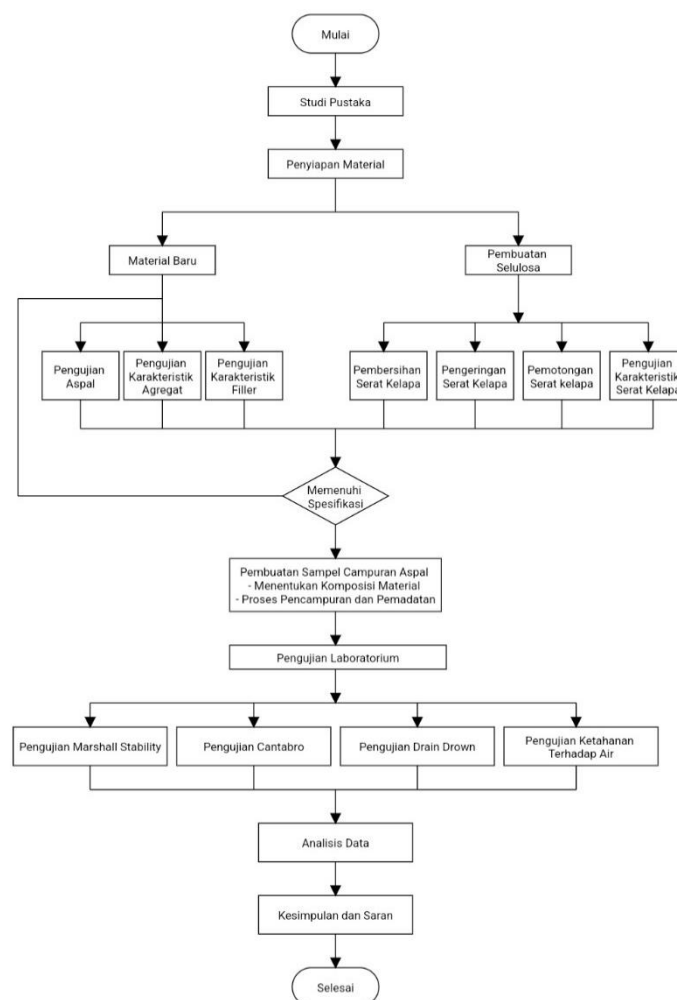 Mulai
Studi Pustaka
Penyiapan Material
Material Baru
Pembuatan
Selulosa
Pengujian
Aspal
Pengujian
Karakteristik
Agregat
Pengujian
Karakteristik
Filler
Pembersihan
Serat Kelapa
Pengeringan
Serat Kelapa
Pemotongan
Serat kelapa
Pengujian
Karakteristik
Serat Kelapa
Memenuhi
Spesifikasi
Pembuatan Sampel Campuran Aspal
- Menentukan Komposisi Material
- Proses Pencampuran dan Pemadatan
Pengujian Laboratorium
Pengujian Marshall Stability
Pengujian Cantabro
Pengujian Drain Drown
Pengujian Ketahanan
Terhadap Air
Analisis Data
Kesimpulan dan Saran
Selesai